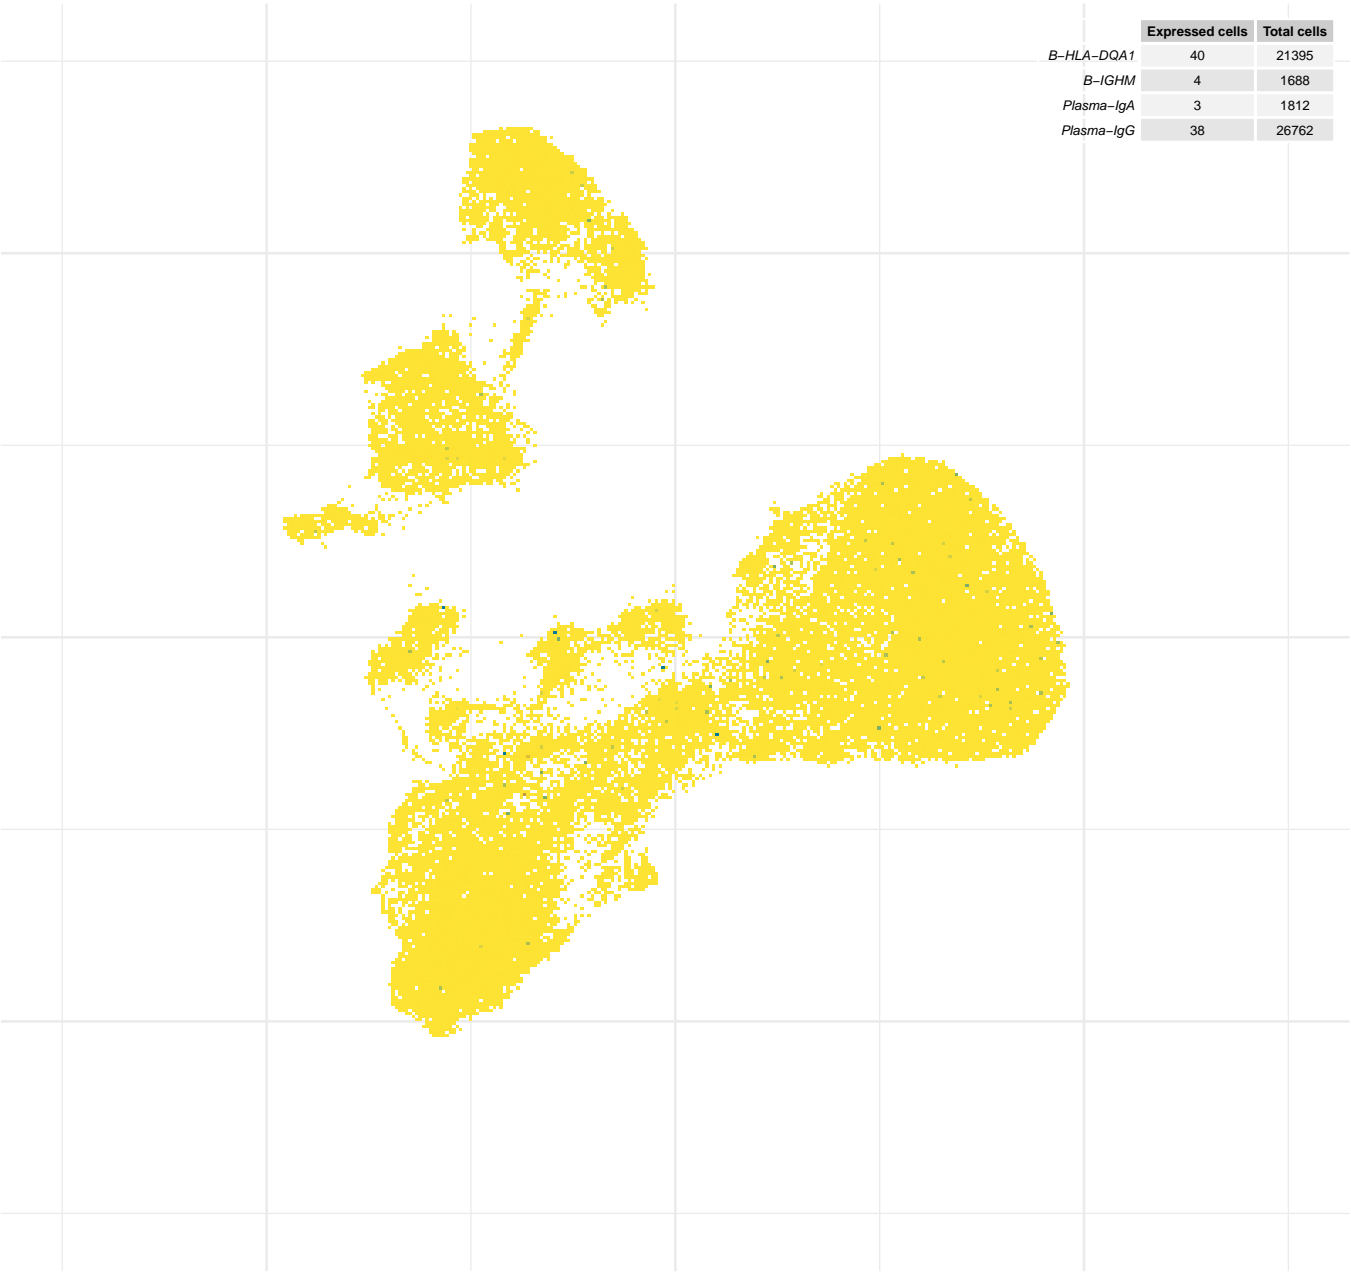 Expressed cells Total cells
B−HLA−DQA1 40 21395
B−IGHM 4 1688
Plasma−IgA 3 1812
Plasma−IgG 38 26762